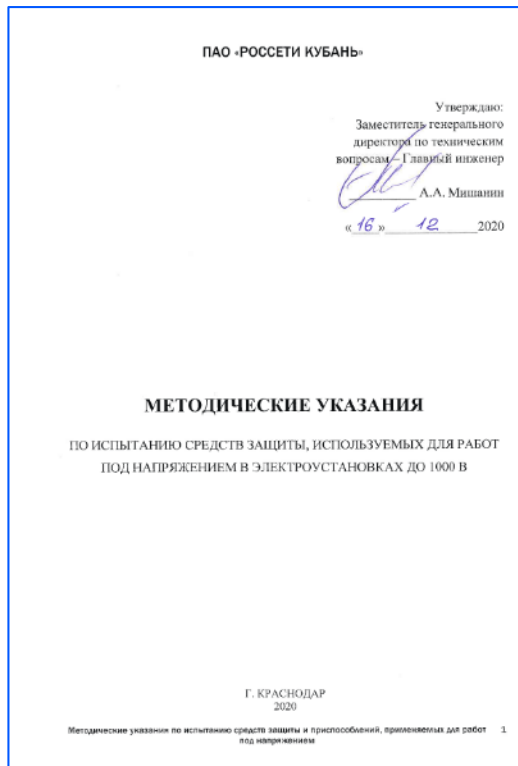 ПАО «РОССЕТИ КУБАНЬ»
Утверждаю:
Заместитель генерального
директора по техническим
вопросам – Главный инженер
А.А. Мишанин
« 16 » 12 2020
МЕТОДИЧЕСКИЕ УКАЗАНИЯ
ПО ИСПЫТАНИЮ СРЕДСТВ ЗАЩИТЫ, ИСПОЛЬЗУЕМЫХ ДЛЯ РАБОТ
ПОД НАПРЯЖЕНИЕМ В ЭЛЕКТРОУСТАНОВКАХ ДО 1000 В
Г. КРАСНОДАР
2020
Методические указания по испытанию средств защиты и приспособлений, применяемых для работ 1
под напряжением